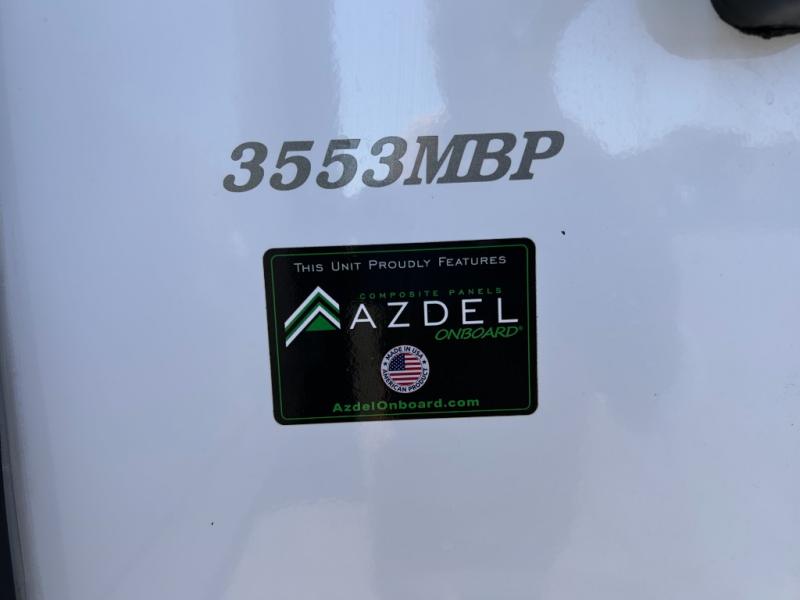 3553MBP
This Unit Proudly Features
COMPOSITE PANELS
AZDEL
ONBOARD®
MADE IN USA
AMERICAN PRODUCT
AzdelOnboard.com